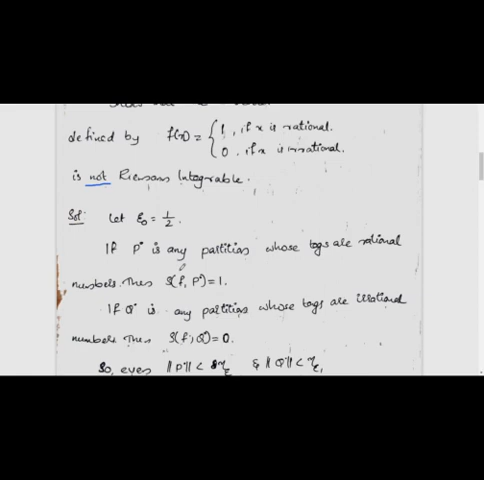 defined by f(x) = { 1, if x is rational.
0, if x is irrational.
is not Riemann Integrable.
Sol: Let ε₀ = 1/2.
If P• is any partition whose tags are rational
numbers. Then S(f, P•) = 1.
If Q• is any partition whose tags are irrational
numbers Then S(f; Q•) = 0.
So, even ||P•|| < η_ε & ||Q•|| < η_ε,